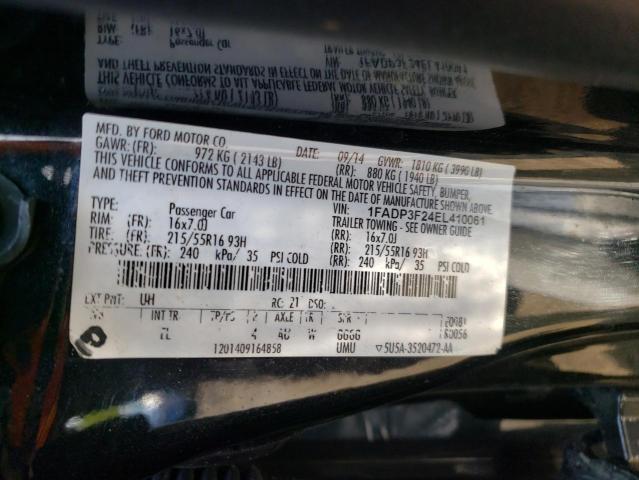 MFD. BY FORD MOTOR CO.
DATE: 09/14 GVWR: 1810 KG ( 3990 LB)
GAWR: (FR): 972 KG ( 2143 LB) (RR): 880 KG ( 1940 LB)
THIS VEHICLE CONFORMS TO ALL APPLICABLE FEDERAL MOTOR VEHICLE SAFETY, BUMPER,
AND THEFT PREVENTION STANDARDS IN EFFECT ON THE DATE OF MANUFACTURE SHOWN ABOVE.
VIN: 1FADP3F24EL410061
TYPE: Passenger Car TRAILER TOWING - SEE OWNER GUIDE
RIM: (FR): 16x7.0J (RR): 16x7.0J
TIRE: (FR): 215/55R16 93H (RR): 215/55R16 93H
PRESSURE: (FR): 240 kPa/ 35 PSI COLD (RR): 240 kPa/ 35 PSI COLD
EXT PNT: UH RC: 21 DSO:
INT TR AXLE
TL 4 AU W GGGG
1201409164858 UMU ▽5U5A-3520472-AA